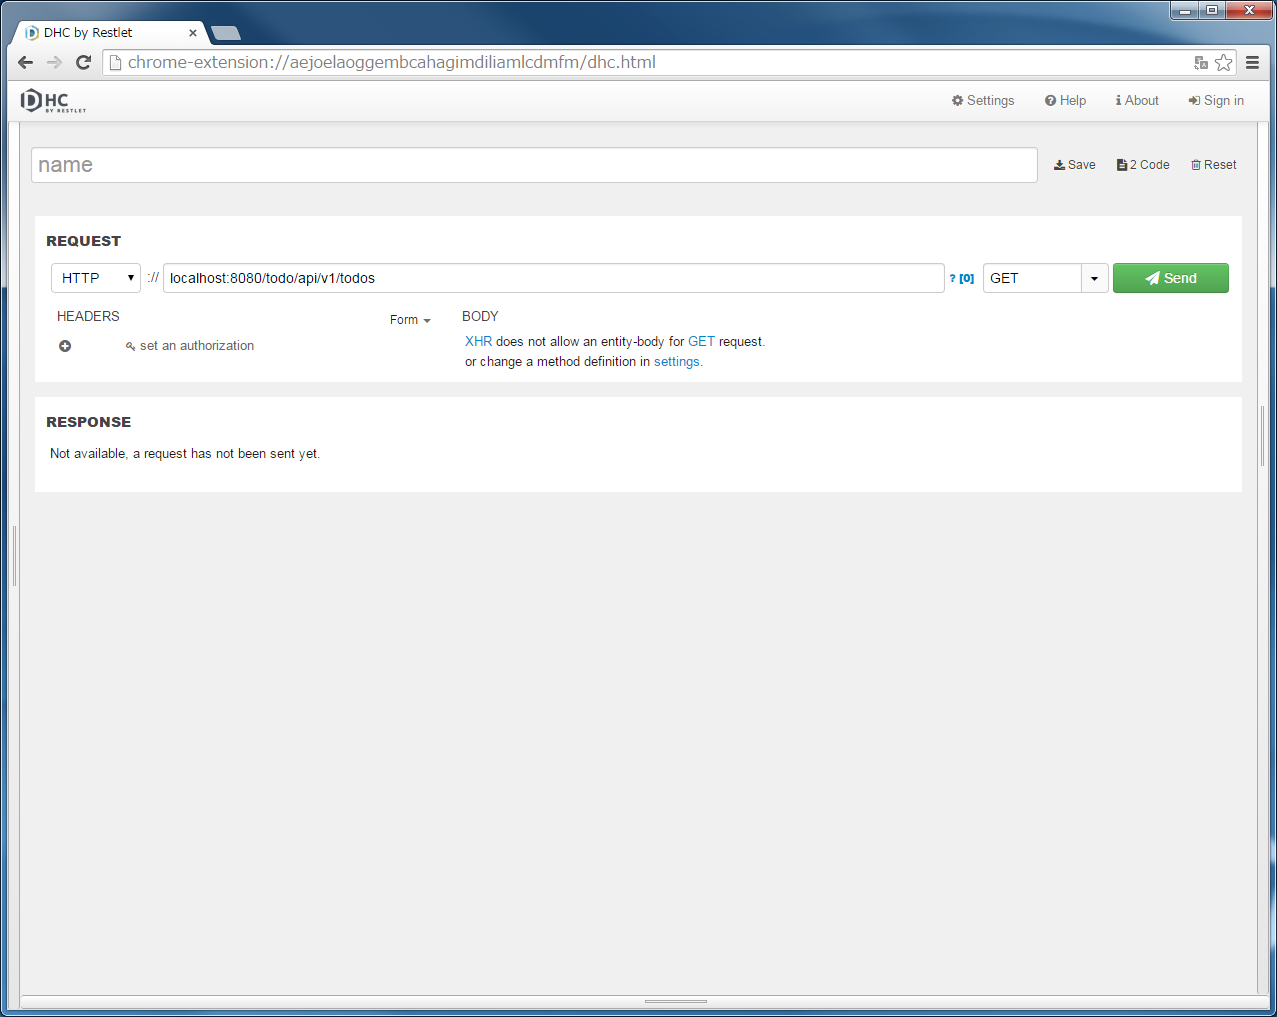 DHC by Restlet
chrome-extension://aejoelaoggembcahagimdiliamlcdmfm/dhc.html
DHC BY RESTLET
Settings Help About Sign in
name
Save 2 Code Reset
REQUEST
HTTP :// localhost:8080/todo/api/v1/todos ? [0] GET Send
HEADERS Form BODY
set an authorization
XHR does not allow an entity-body for GET request.
or change a method definition in settings.
RESPONSE
Not available, a request has not been sent yet.